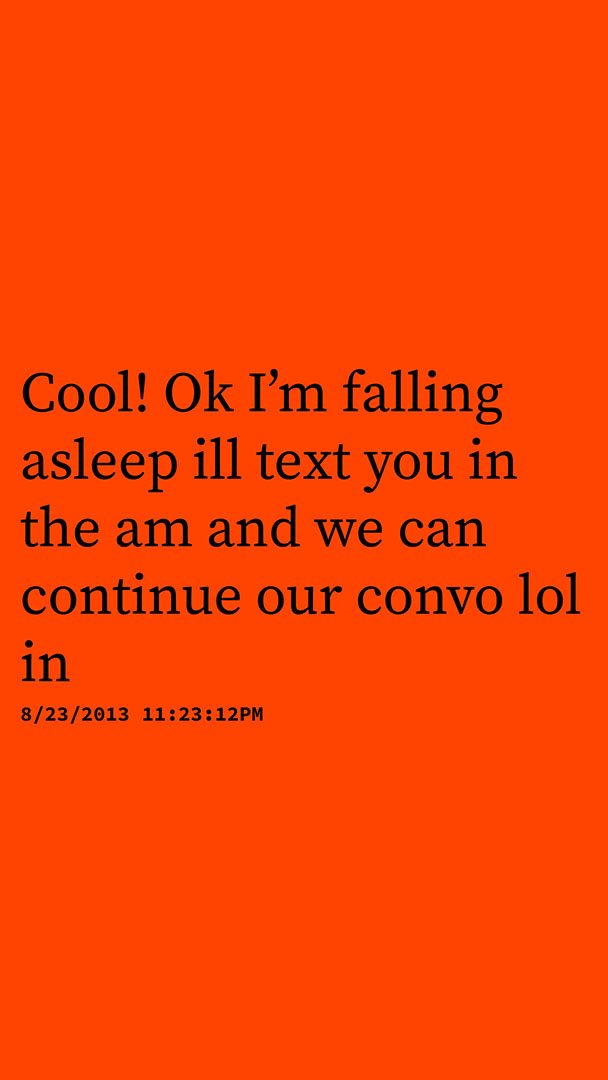 Cool! Ok I’m falling
asleep ill text you in
the am and we can
continue our convo lol
in
8/23/2013 11:23:12PM